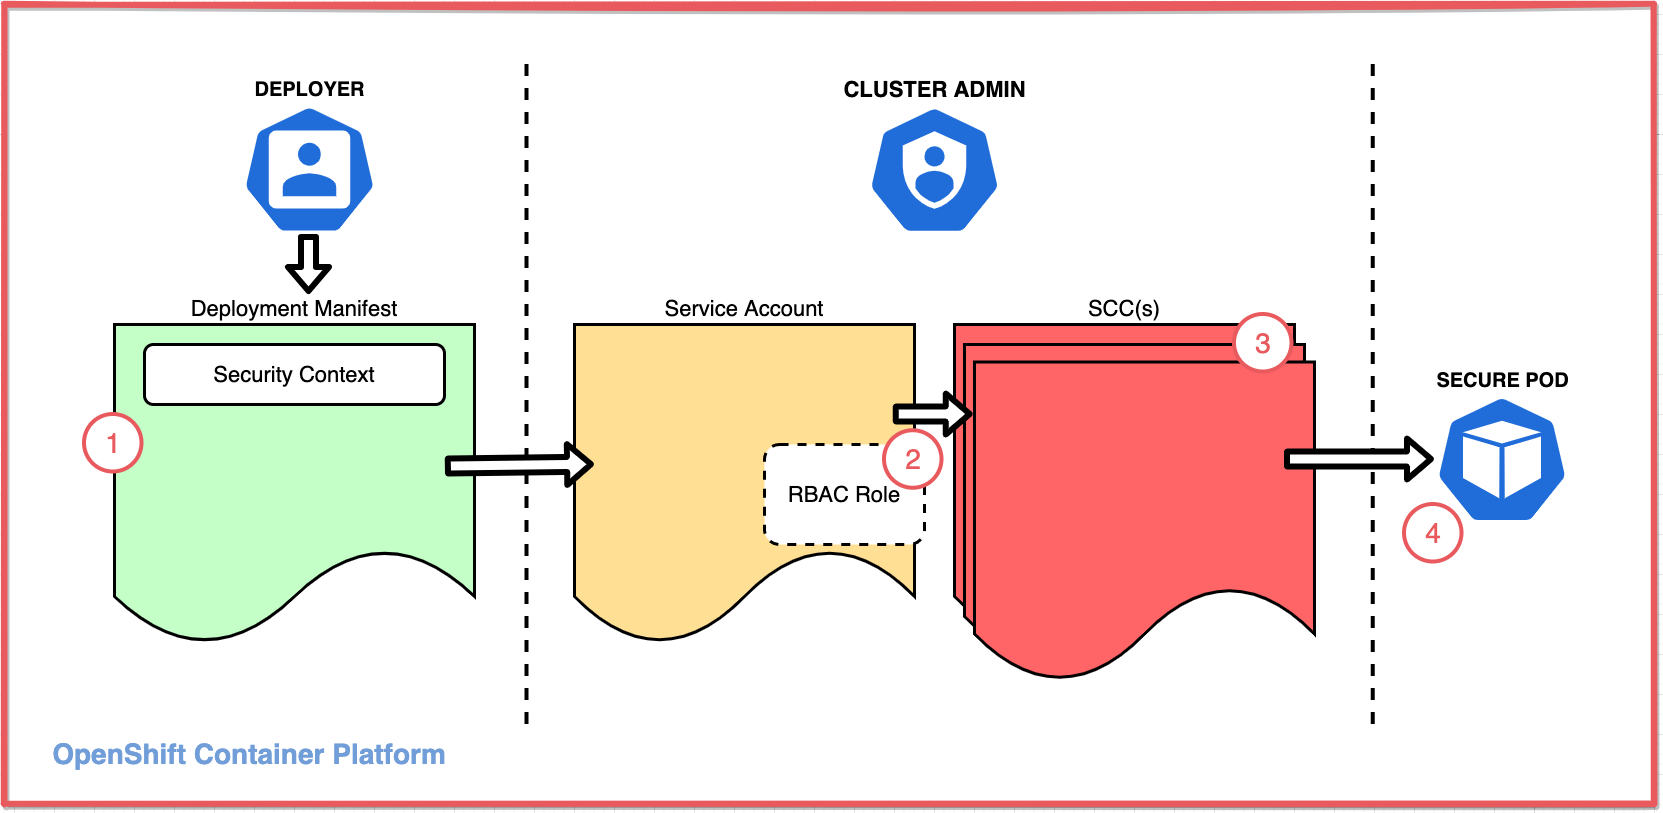 DEPLOYER
CLUSTER ADMIN
Deployment Manifest
Service Account
SCC(s)
Security Context
3
SECURE POD
1
2
RBAC Role
4
OpenShift Container Platform